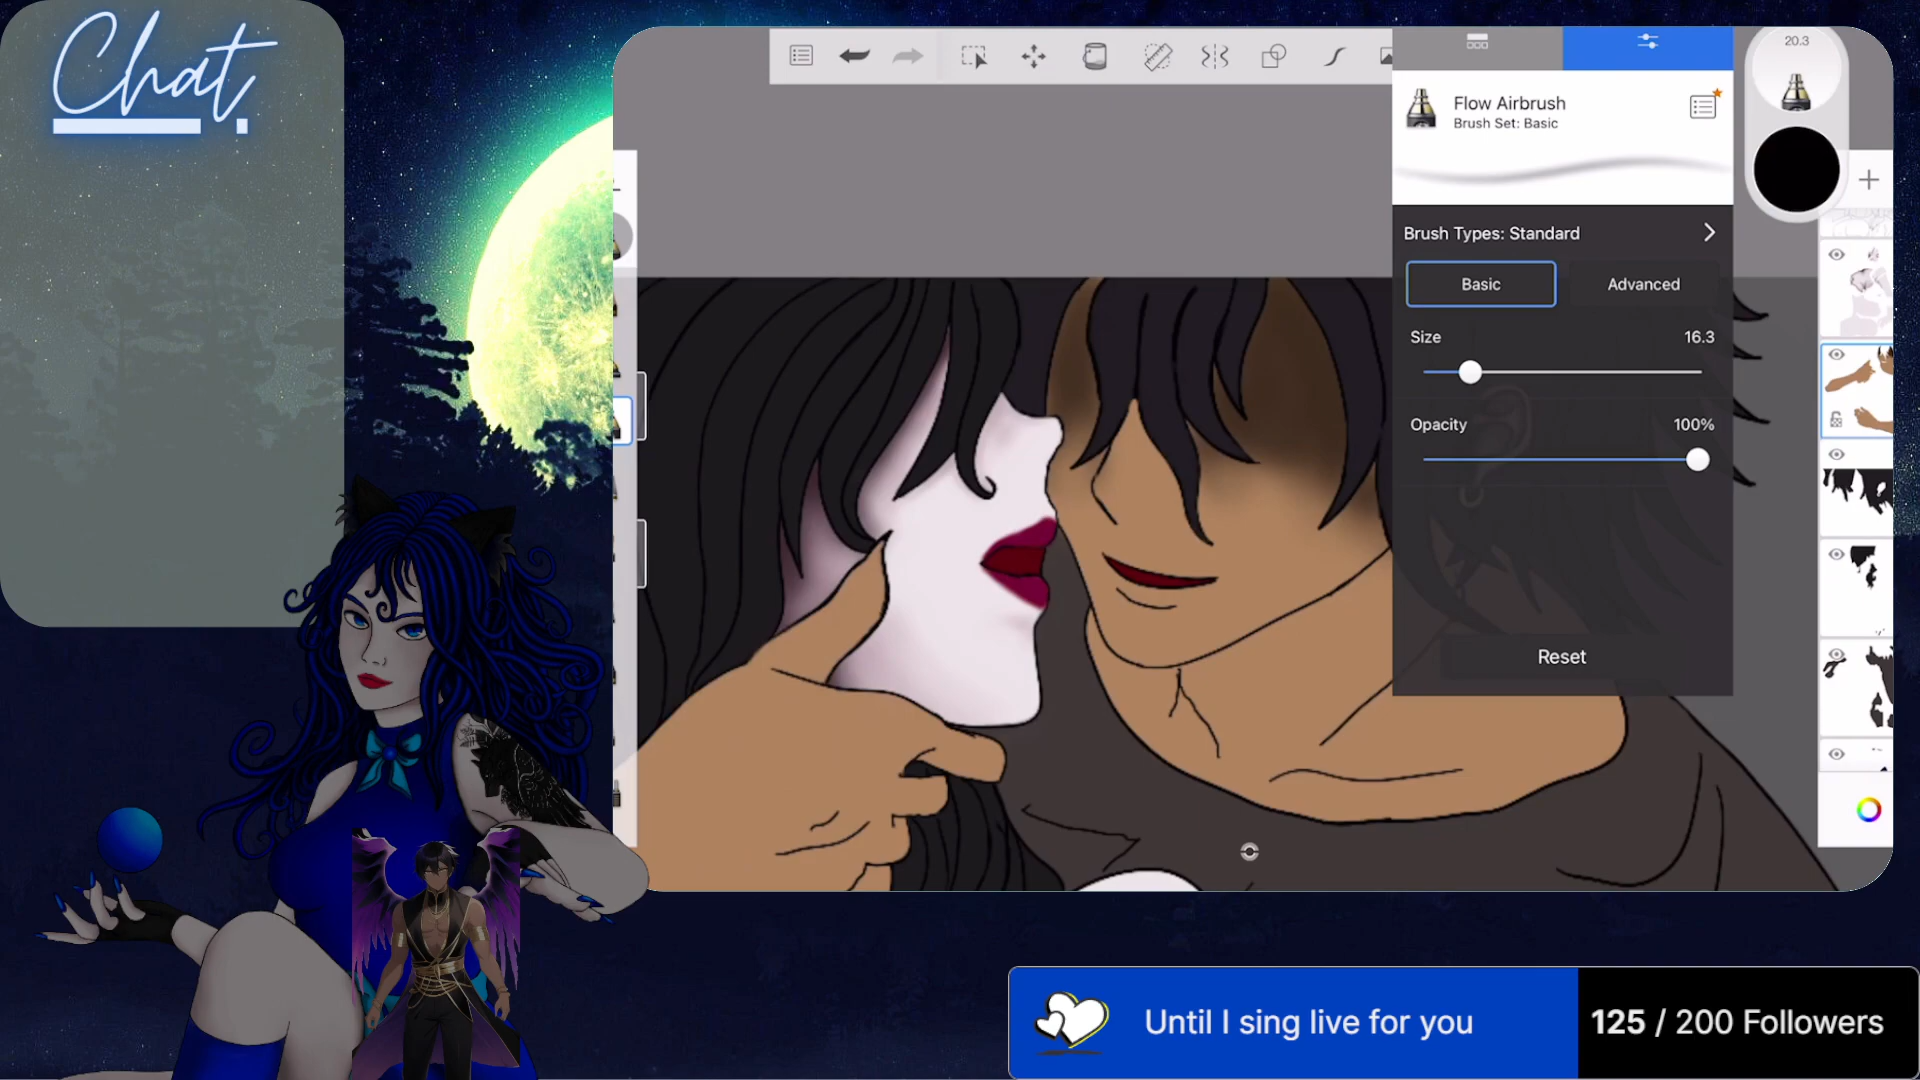 Chat
20.3
Flow Airbrush
Brush Set: Basic
Brush Types: Standard
Basic
Advanced
Size
16.3
Opacity
100%
Reset
Until I sing live for you
125 / 200 Followers